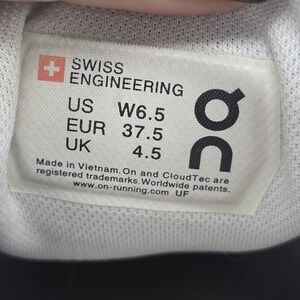 SWISS
ENGINEERING
US W6.5
EUR 37.5
UK 4.5
On
Made in Vietnam. On and CloudTec are
registered trademarks. Worldwide patents.
www.on-running.com UF